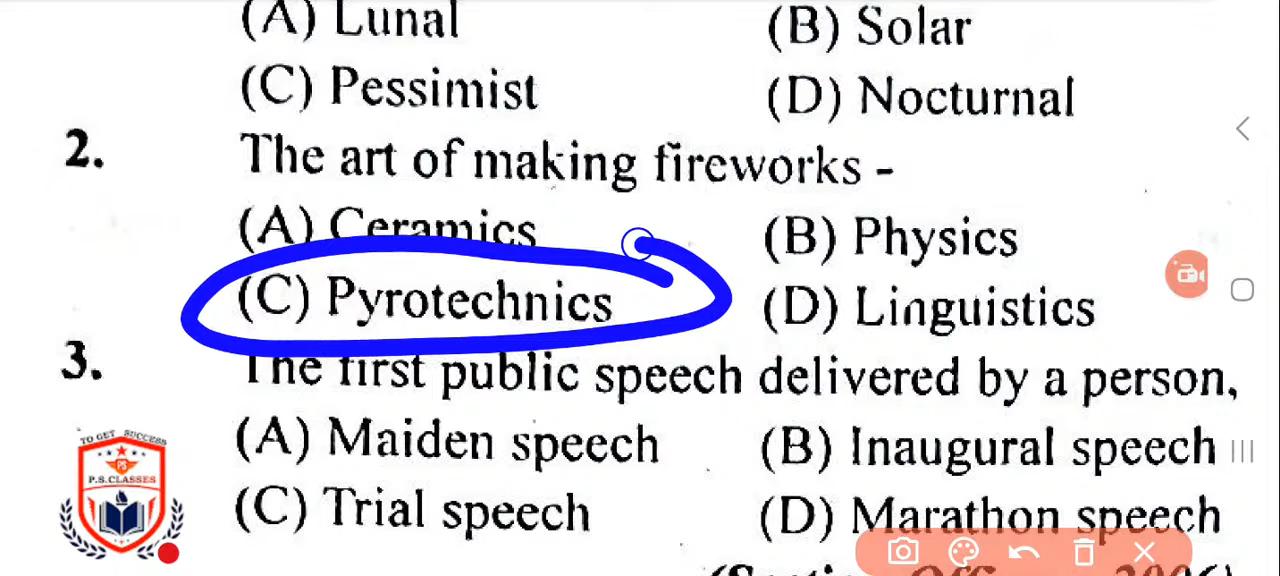 (A) Lunal (B) Solar
(C) Pessimist (D) Nocturnal
2. The art of making fireworks -
(A) Ceramics (B) Physics
(C) Pyrotechnics (D) Linguistics
3. The first public speech delivered by a person,
(A) Maiden speech (B) Inaugural speech
(C) Trial speech (D) Marathon speech
TO GET SUCCESS
PS
P.S.CLASSES